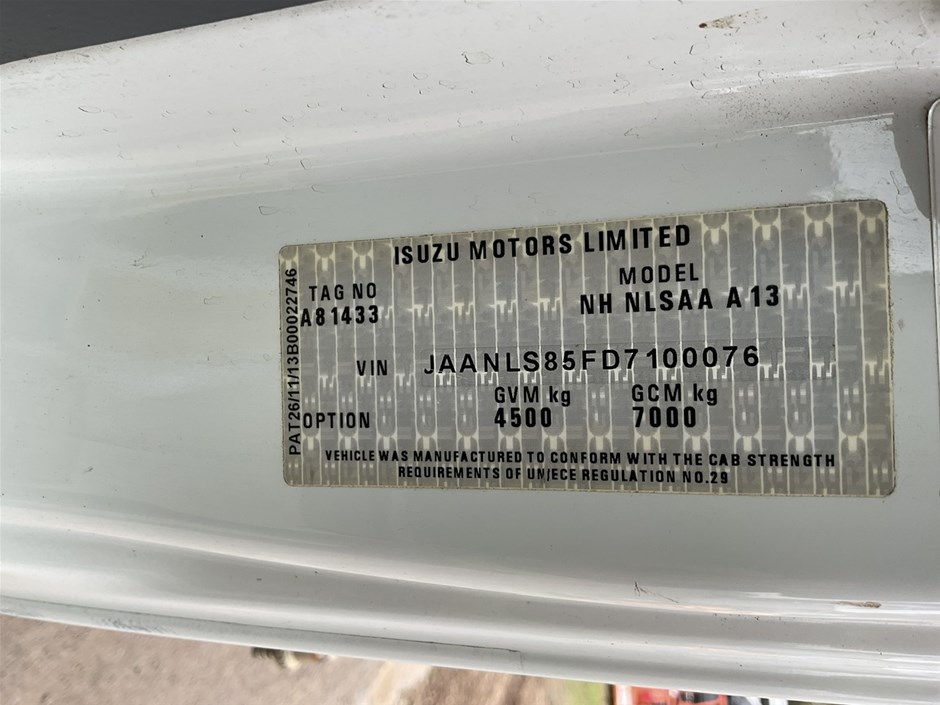 ISUZU MOTORS LIMITED
MODEL
TAG NO
NH NLSAA A13
A81433
VIN JAANLS85FD7100076
GVM kg GCM kg
OPTION 4500 7000
VEHICLE WAS MANUFACTURED TO CONFORM WITH THE CAB STRENGTH
REQUIREMENTS OF UN/ECE REGULATION NO.29
PAT26/11/13B00022746